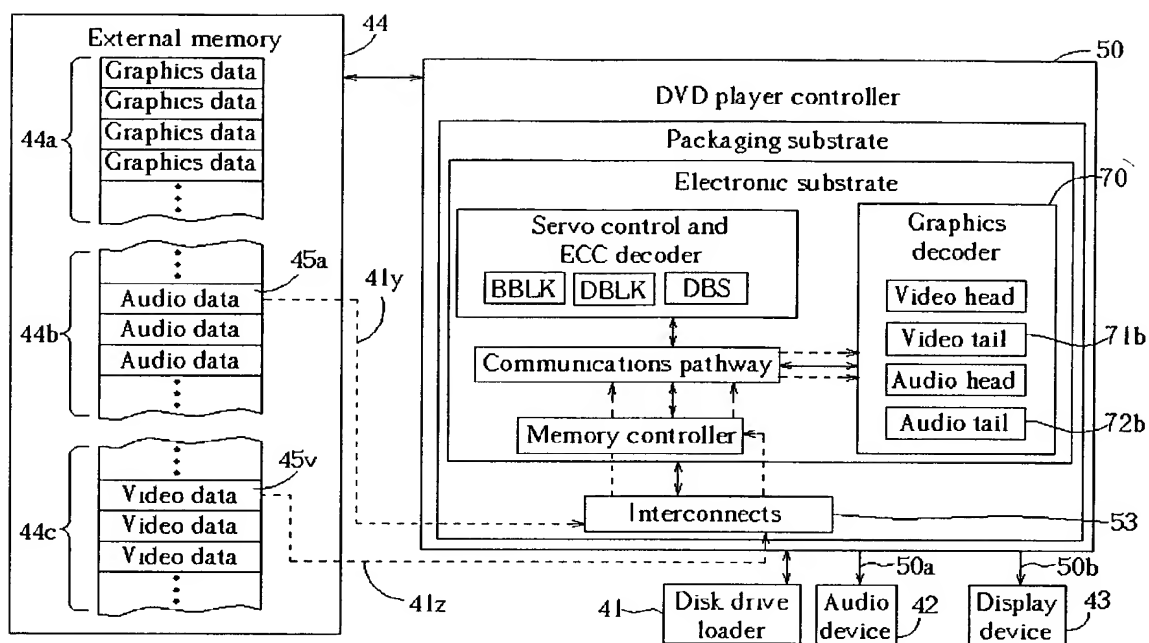 External memory
44
Graphics data
Graphics data
Graphics data
Graphics data
44a
45a
Audio data
Audio data
Audio data
44b
41y
45v
Video data
Video data
Video data
44c
41z
50
DVD player controller
Packaging substrate
Electronic substrate
70
Servo control and
ECC decoder
BBLK
DBLK
DBS
Graphics
decoder
Video head
Video tail
71b
Audio head
Audio tail
72b
Communications pathway
Memory controller
Interconnects
53
50a
50b
41
Disk drive
loader
Audio
device
42
Display
device
43